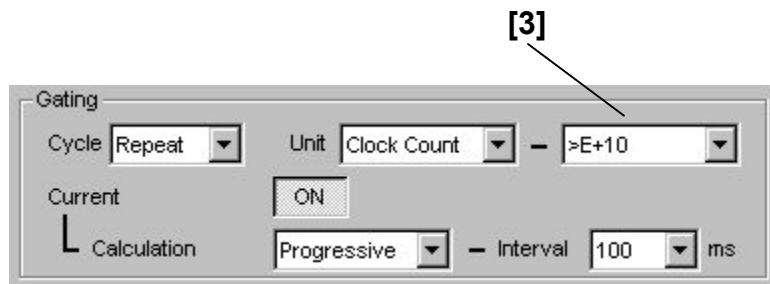 [3]
Gating
Cycle Repeat Unit Clock Count – >E+10
Current ON
Calculation Progressive – Interval 100 ms